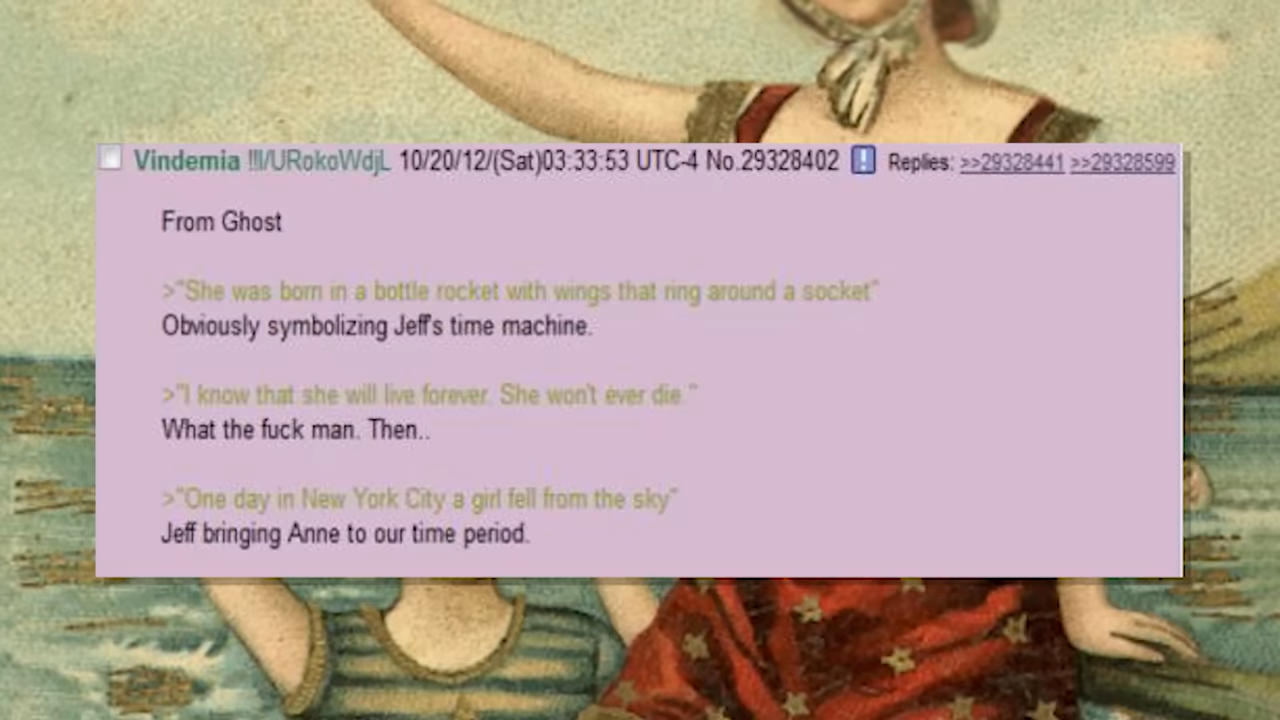 Vindemia !!I/URokoWdjL 10/20/12/(Sat)03:33:53 UTC-4 No.29328402 ! Replies: >>29328441 >>29328599
From Ghost
>"She was born in a bottle rocket with wings that ring around a socket"
Obviously symbolizing Jeff's time machine.
>"I know that she will live forever. She won't ever die."
What the fuck man. Then..
>"One day in New York City a girl fell from the sky"
Jeff bringing Anne to our time period.